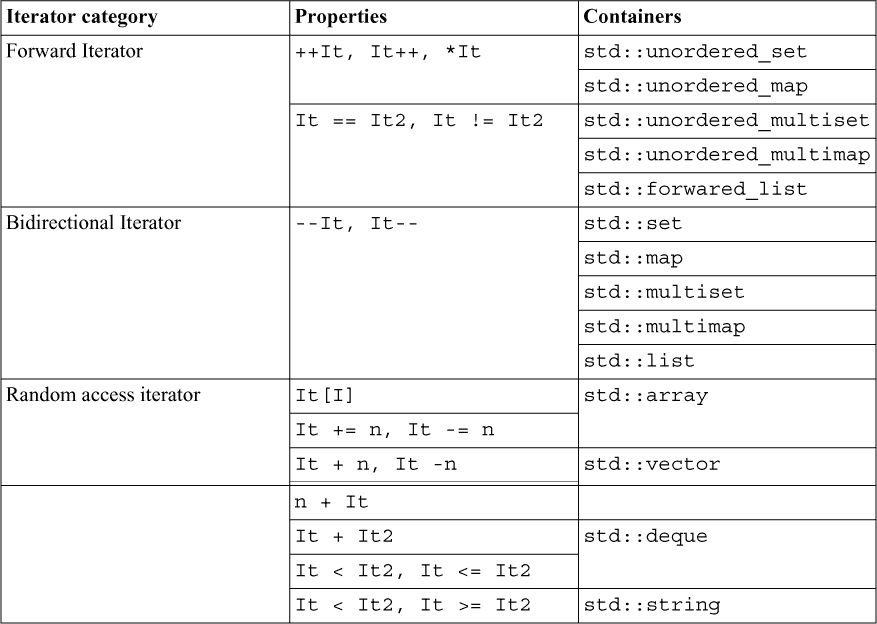 Iterator category Properties Containers
Forward Iterator ++It, It++, *It std::unordered_set
std::unordered_map
It == It2, It != It2 std::unordered_multiset
std::unordered_multimap
std::forwared_list
Bidirectional Iterator --It, It-- std::set
std::map
std::multiset
std::multimap
std::list
Random access iterator It[I] std::array
It += n, It -= n
It + n, It -n std::vector
n + It
It + It2 std::deque
It < It2, It <= It2
It < It2, It >= It2 std::string